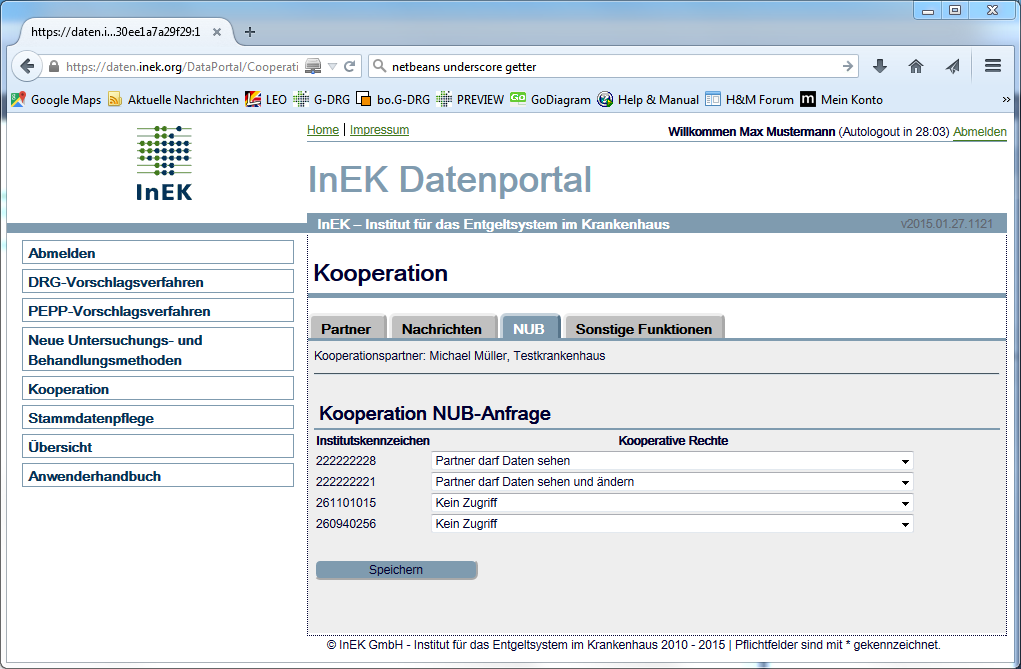 https://daten.i...30ee1a7a29f29:1
https://daten.inek.org/DataPortal/Cooperati
netbeans underscore getter
Google Maps Aktuelle Nachrichten LEO G-DRG bo.G-DRG PREVIEW GO GoDiagram Help & Manual H&M Forum m Mein Konto »
Home | Impressum
Willkommen Max Mustermann (Autologout in 28:03) Abmelden
InEK
InEK Datenportal
InEK – Institut für das Entgeltsystem im Krankenhaus v2015.01.27.1121
Abmelden
DRG-Vorschlagsverfahren
PEPP-Vorschlagsverfahren
Neue Untersuchungs- und
Behandlungsmethoden
Kooperation
Stammdatenpflege
Übersicht
Anwenderhandbuch
Kooperation
Partner Nachrichten NUB Sonstige Funktionen
Kooperationspartner: Michael Müller, Testkrankenhaus
Kooperation NUB-Anfrage
Institutskennzeichen Kooperative Rechte
222222228 Partner darf Daten sehen
222222221 Partner darf Daten sehen und ändern
261101015 Kein Zugriff
260940256 Kein Zugriff
Speichern
© InEK GmbH - Institut für das Entgeltsystem im Krankenhaus 2010 - 2015 | Pflichtfelder sind mit * gekennzeichnet.